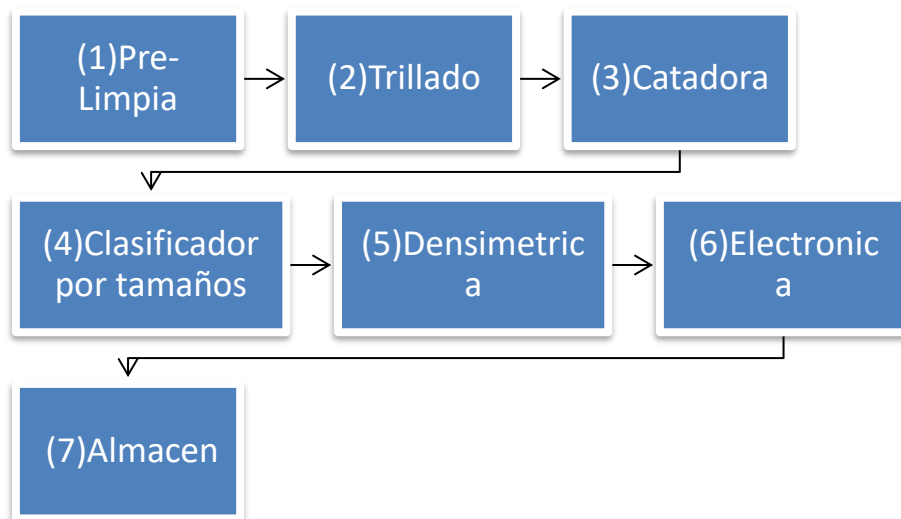 (1)Pre-
Limpia
(2)Trillado
(3)Catadora
(4)Clasificador
por tamaños
(5)Densimetric
a
(6)Electronic
a
(7)Almacen